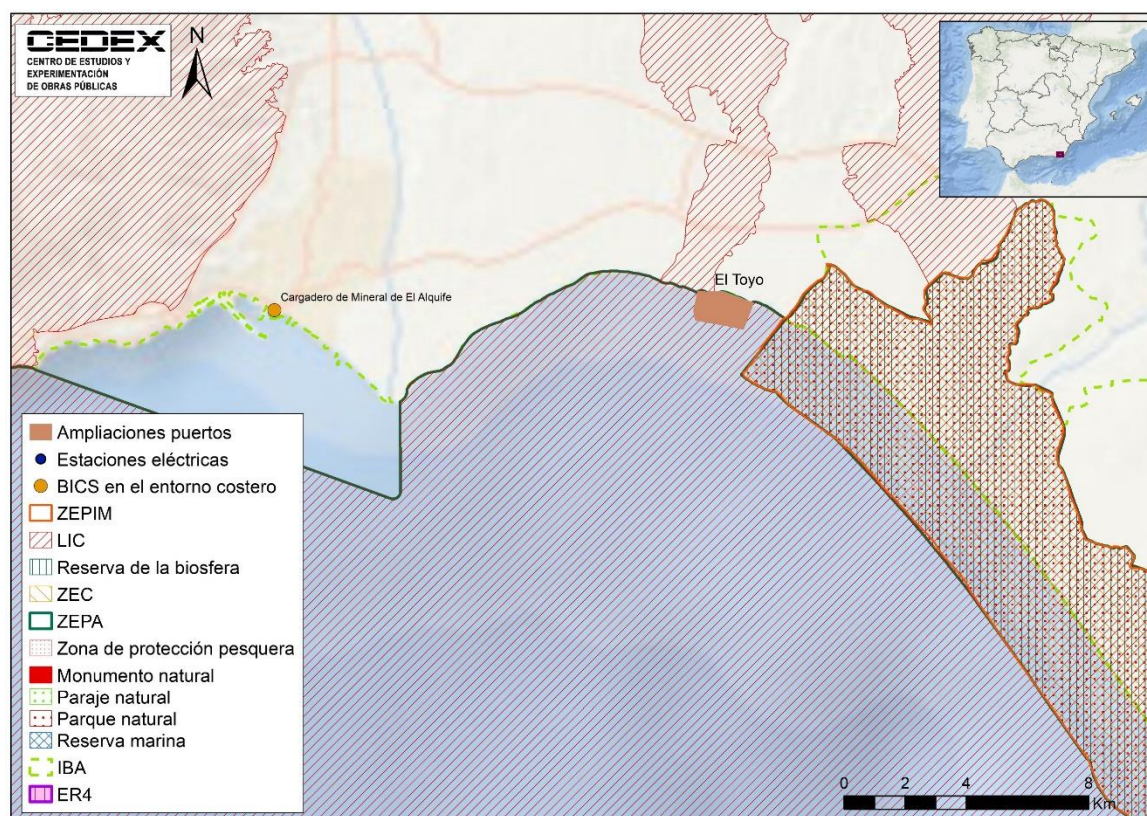 CEDEX
CENTRO DE ESTUDIOS Y
EXPERIMENTACIÓN
DE OBRAS PÚBLICAS
N
El Toyo
Cargadero de Mineral de El Alquife
Ampliaciones puertos
Estaciones eléctricas
BICS en el entorno costero
ZEPIM
LIC
Reserva de la biosfera
ZEC
ZEPA
Zona de protección pesquera
Monumento natural
Paraje natural
Parque natural
Reserva marina
IBA
ER4
0 2 4 8
Km